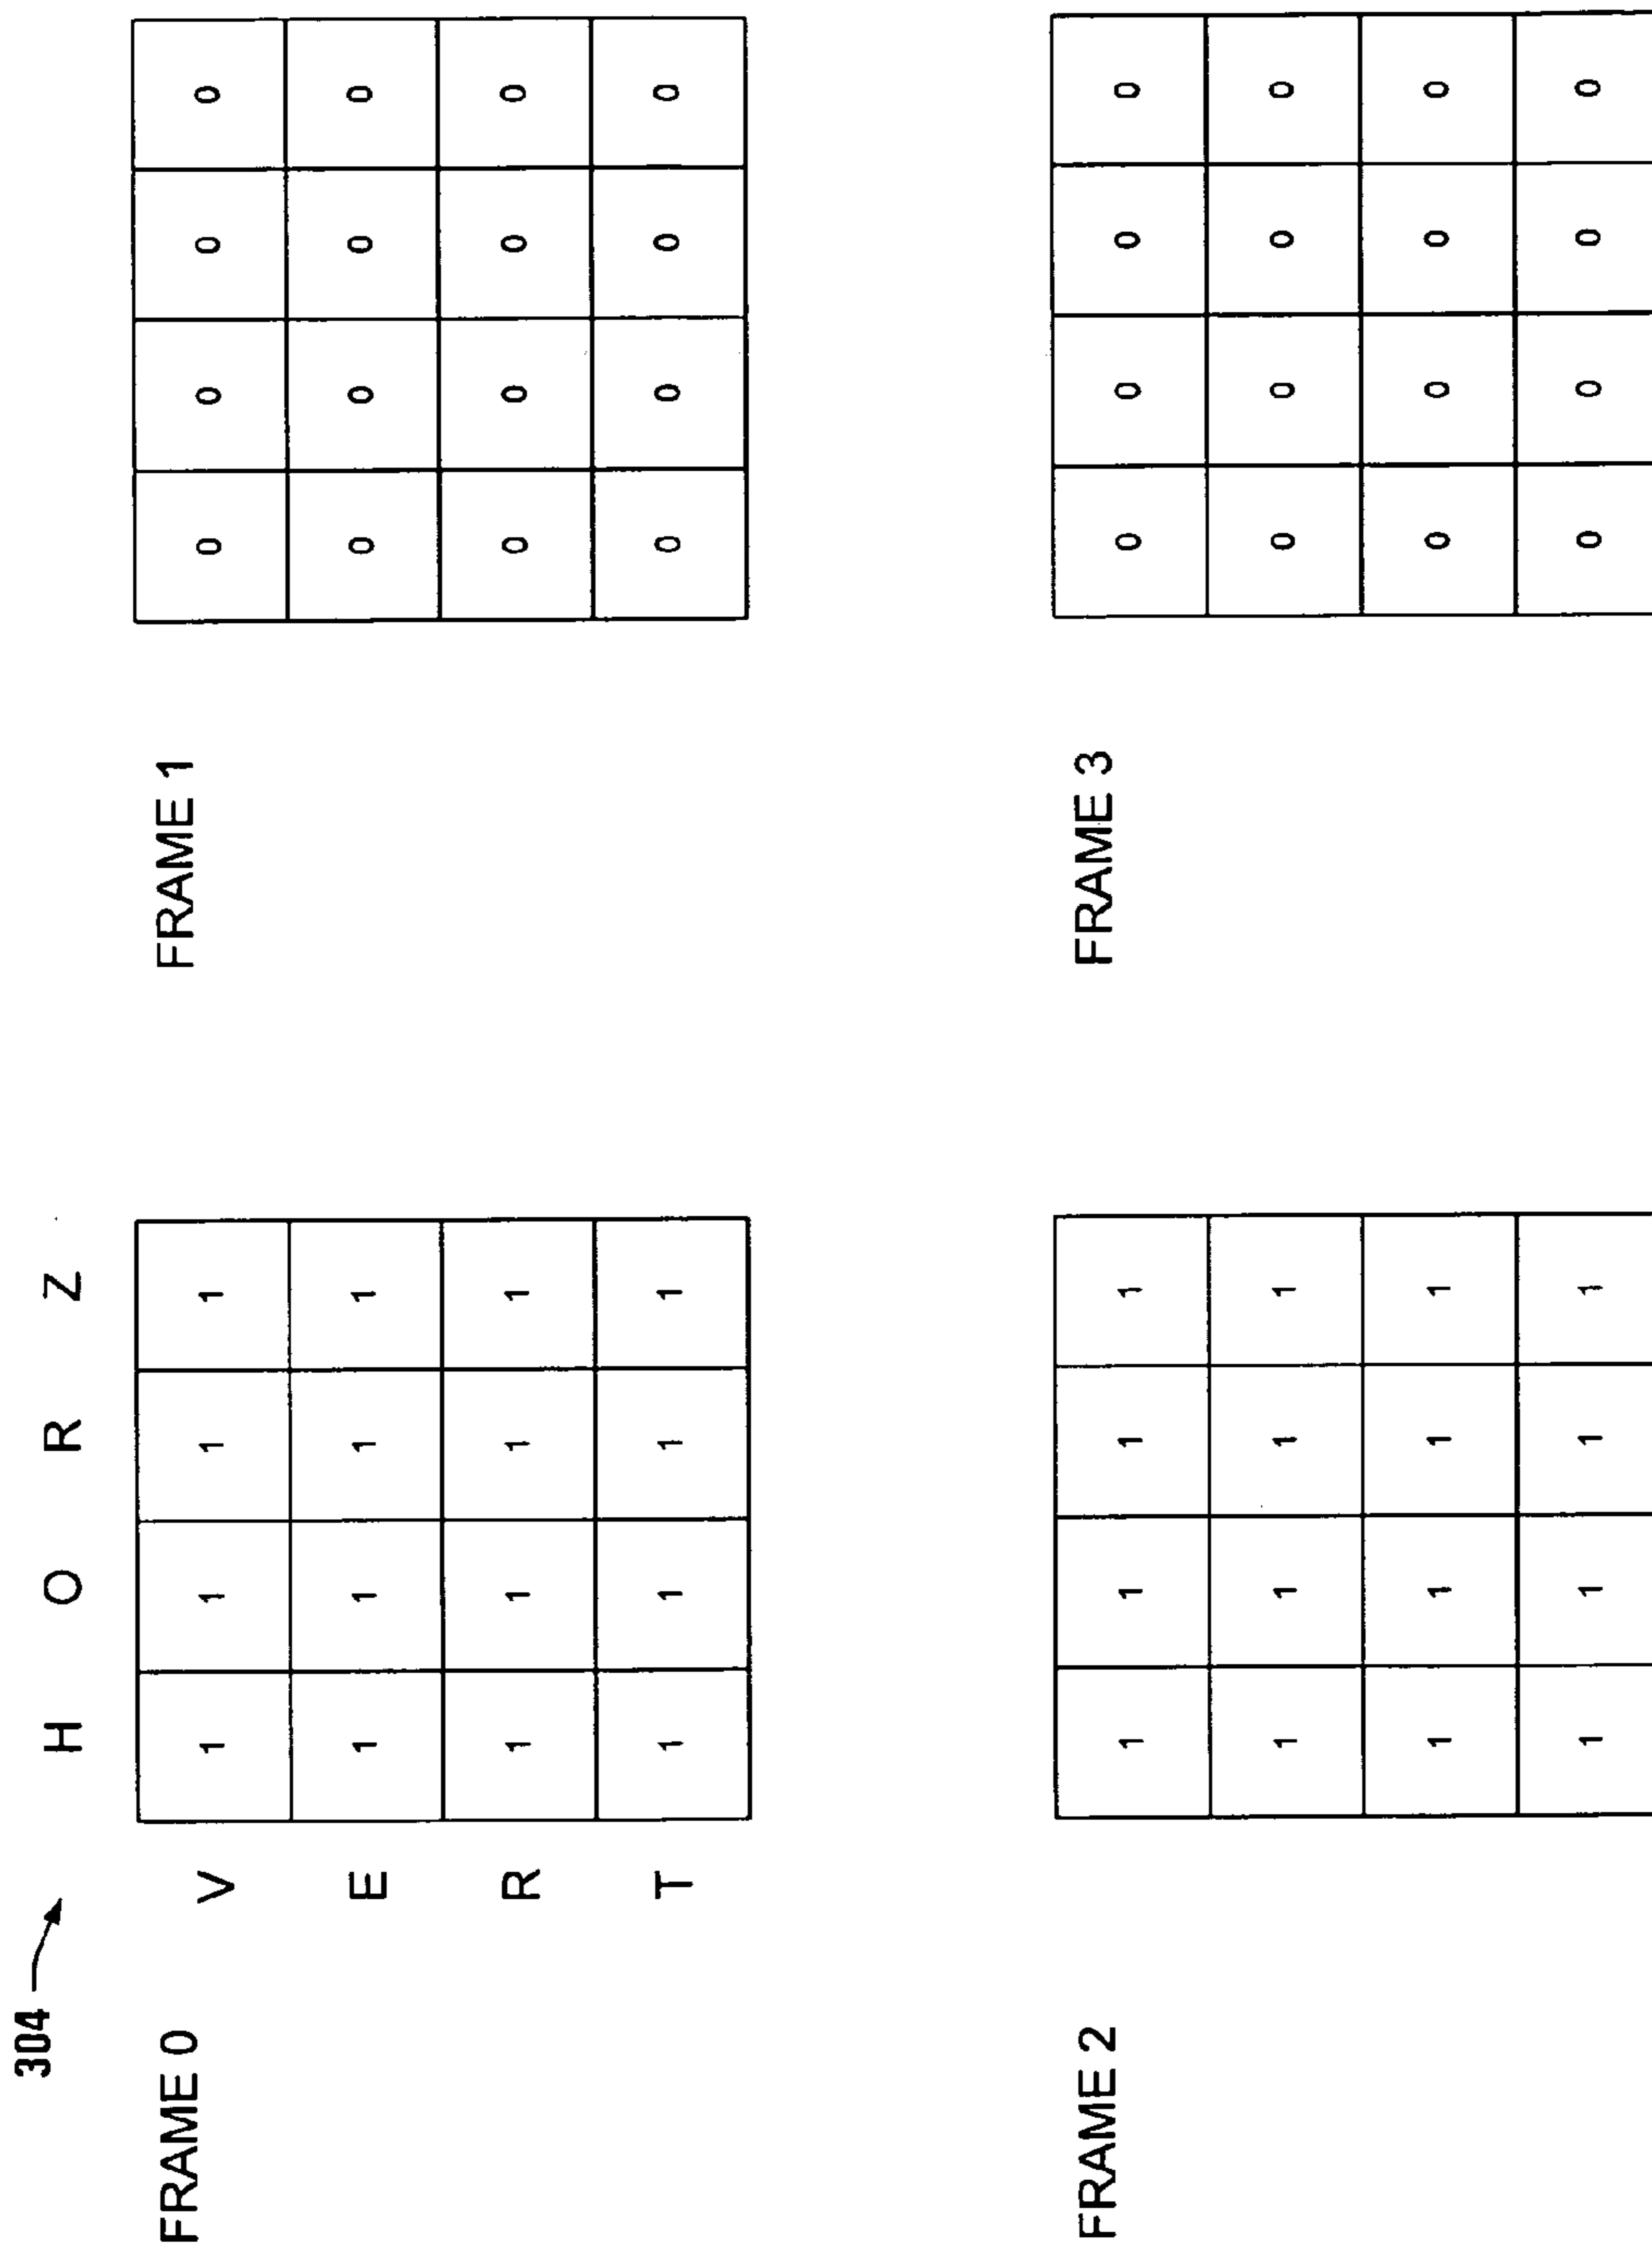 304
H O R Z
FRAME 0
V 1 1 1 1
E 1 1 1 1
R 1 1 1 1
T 1 1 1 1
FRAME 1
0 0 0 0
0 0 0 0
0 0 0 0
0 0 0 0
FRAME 2
1 1 1 1
1 1 1 1
1 1 1 1
1 1 1 1
FRAME 3
0 0 0 0
0 0 0 0
0 0 0 0
0 0 0 0